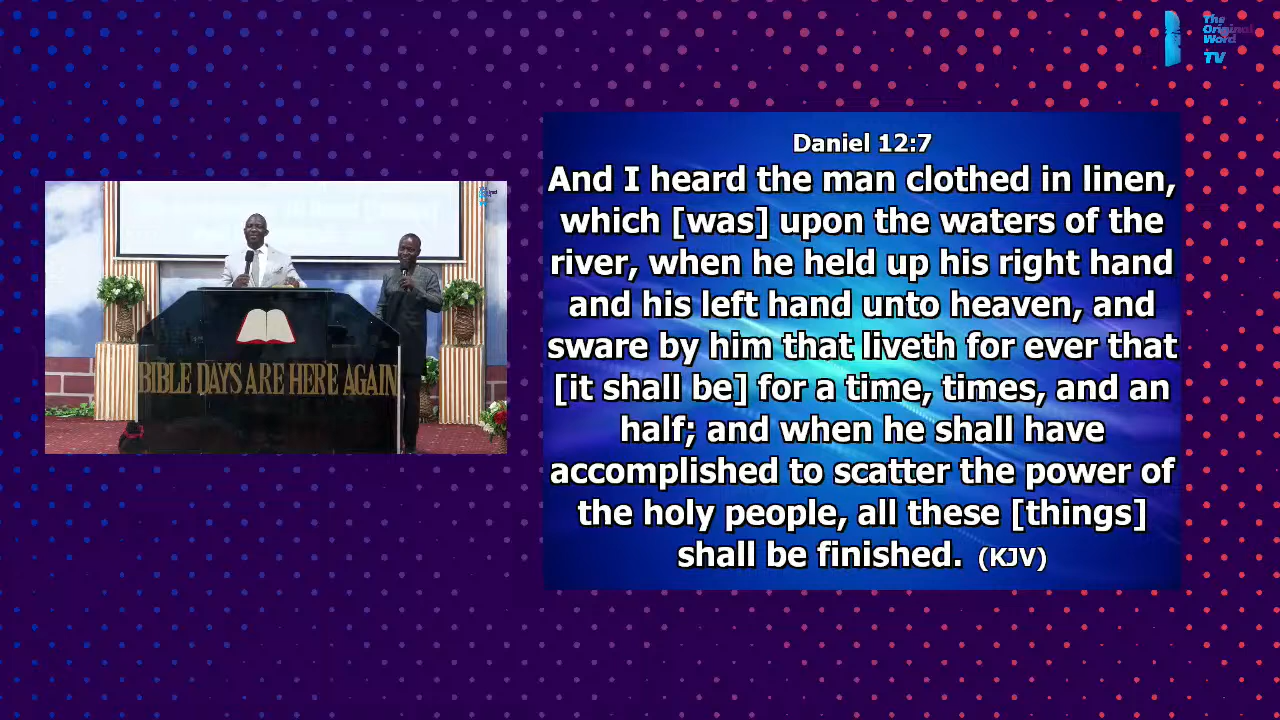 The
Original
Word
TV
Daniel 12:7
And I heard the man clothed in linen,
which [was] upon the waters of the
river, when he held up his right hand
and his left hand unto heaven, and
sware by him that liveth for ever that
[it shall be] for a time, times, and an
half; and when he shall have
accomplished to scatter the power of
the holy people, all these [things]
shall be finished. (KJV)
BIBLE DAYS ARE HERE AGAIN